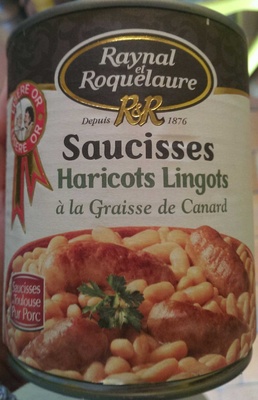 Raynal
et
Roquelaure
Depuis R&R 1876
Saucisses
Haricots Lingots
à la Graisse de Canard
Saucisses
Toulouse
Pur Porc